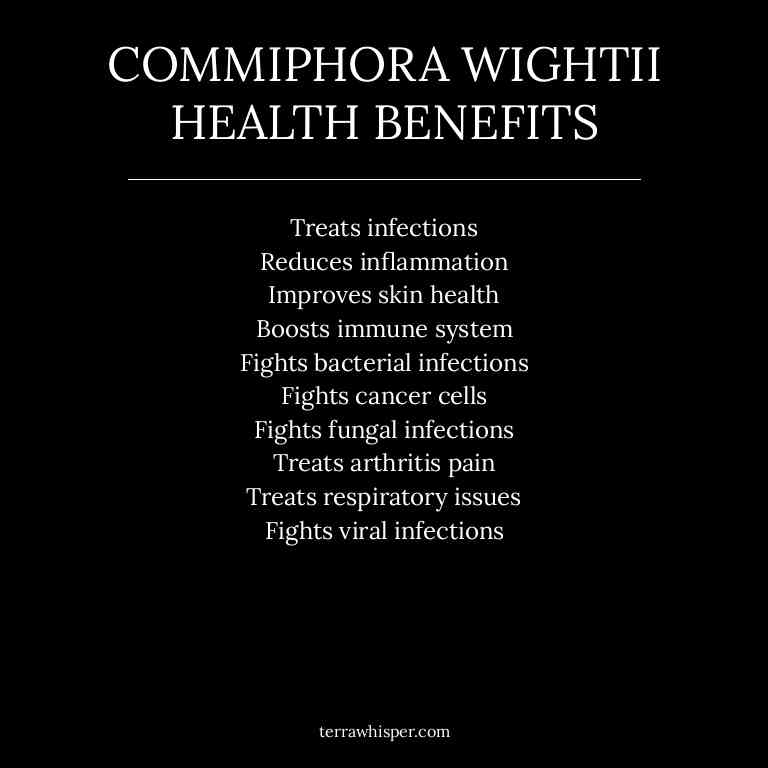 COMMIPHORA WIGHTII
HEALTH BENEFITS
Treats infections
Reduces inflammation
Improves skin health
Boosts immune system
Fights bacterial infections
Fights cancer cells
Fights fungal infections
Treats arthritis pain
Treats respiratory issues
Fights viral infections
terrawhisper.com